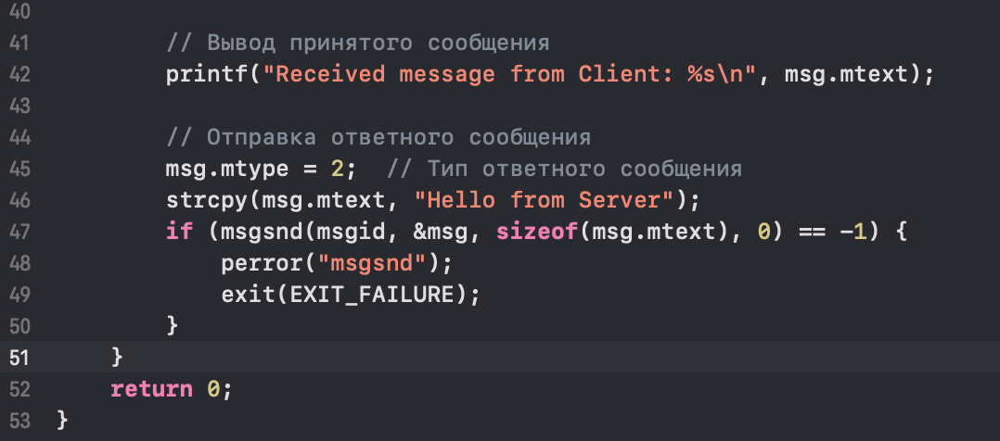 40
41 // Вывод принятого сообщения
42 printf("Received message from Client: %s\n", msg.mtext);
43
44 // Отправка ответного сообщения
45 msg.mtype = 2; // Тип ответного сообщения
46 strcpy(msg.mtext, "Hello from Server");
47 if (msgsnd(msgid, &msg, sizeof(msg.mtext), 0) == -1) {
48 perror("msgsnd");
49 exit(EXIT_FAILURE);
50 }
51 }
52 return 0;
53 }